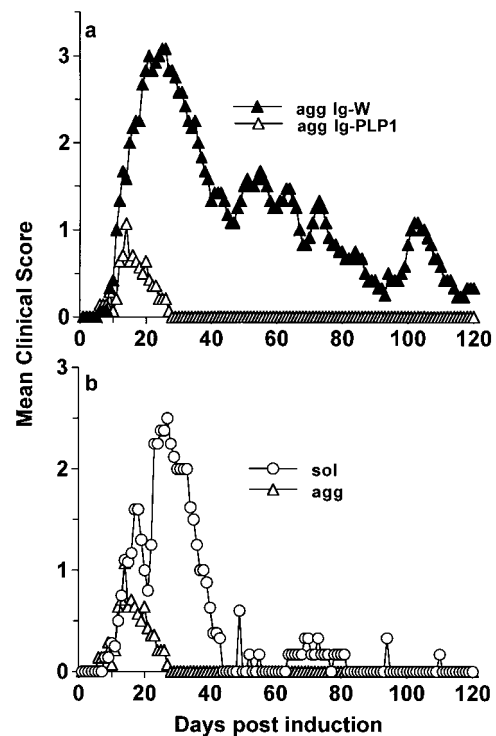 Mean Clinical Score
a
3
2
1
0
agg Ig-W
agg Ig-PLP1
0 20 40 60 80 100 120
b
3
2
1
0
sol
agg
0 20 40 60 80 100 120
Days post induction